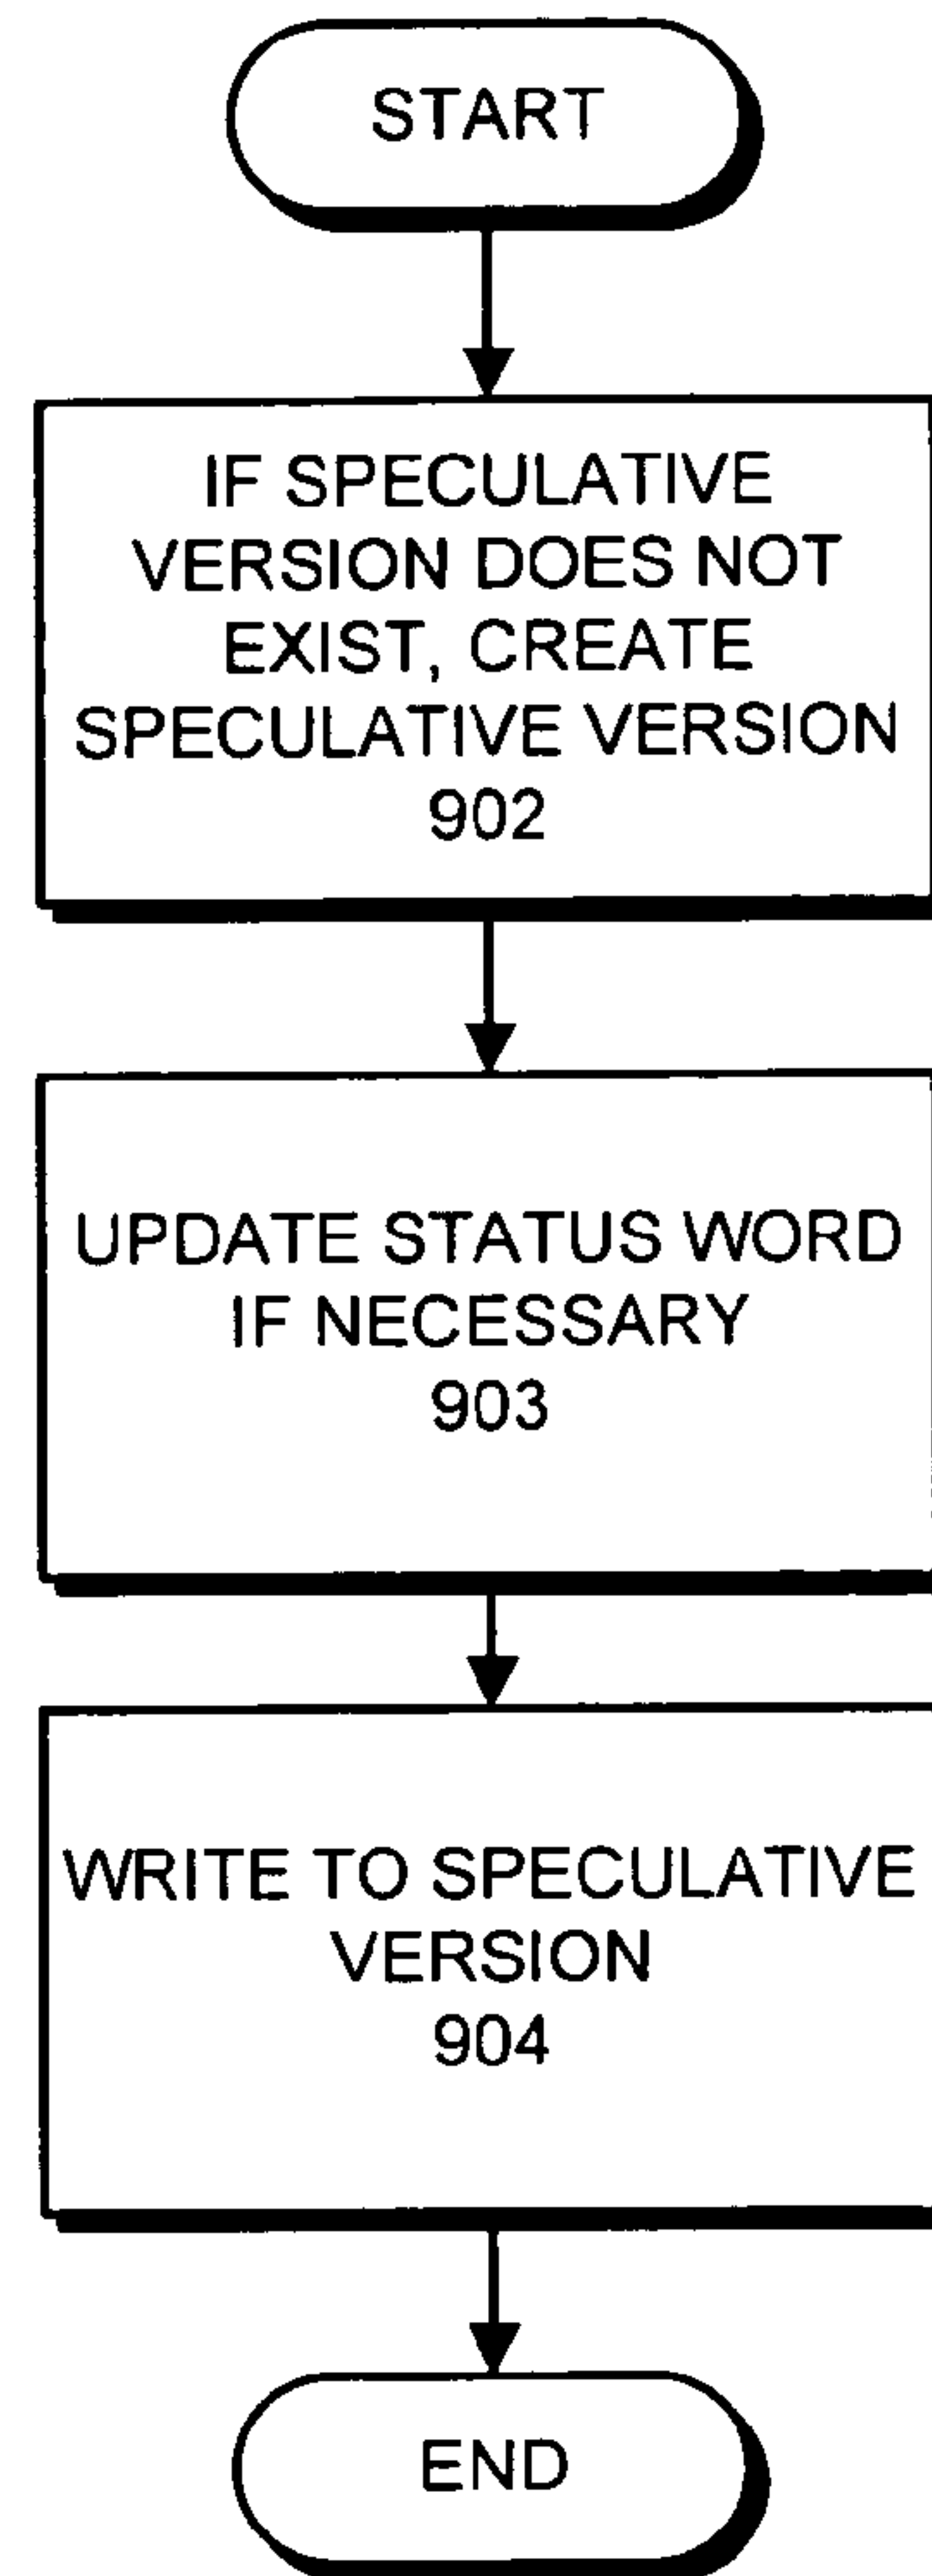 START
IF SPECULATIVE
VERSION DOES NOT
EXIST, CREATE
SPECULATIVE VERSION
902
UPDATE STATUS WORD
IF NECESSARY
903
WRITE TO SPECULATIVE
VERSION
904
END